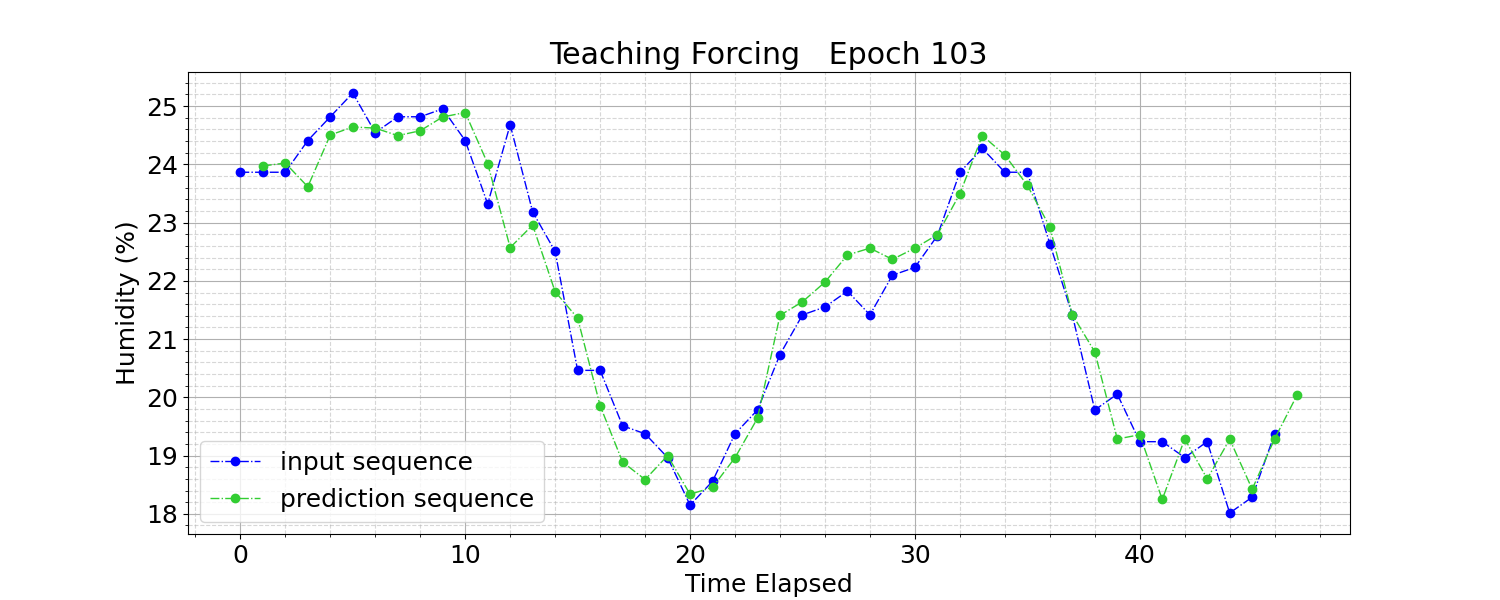 Teaching Forcing   Epoch 103
Humidity (%)
25
24
23
22
21
20
19
18
input sequence
prediction sequence
0 10 20 30 40
Time Elapsed